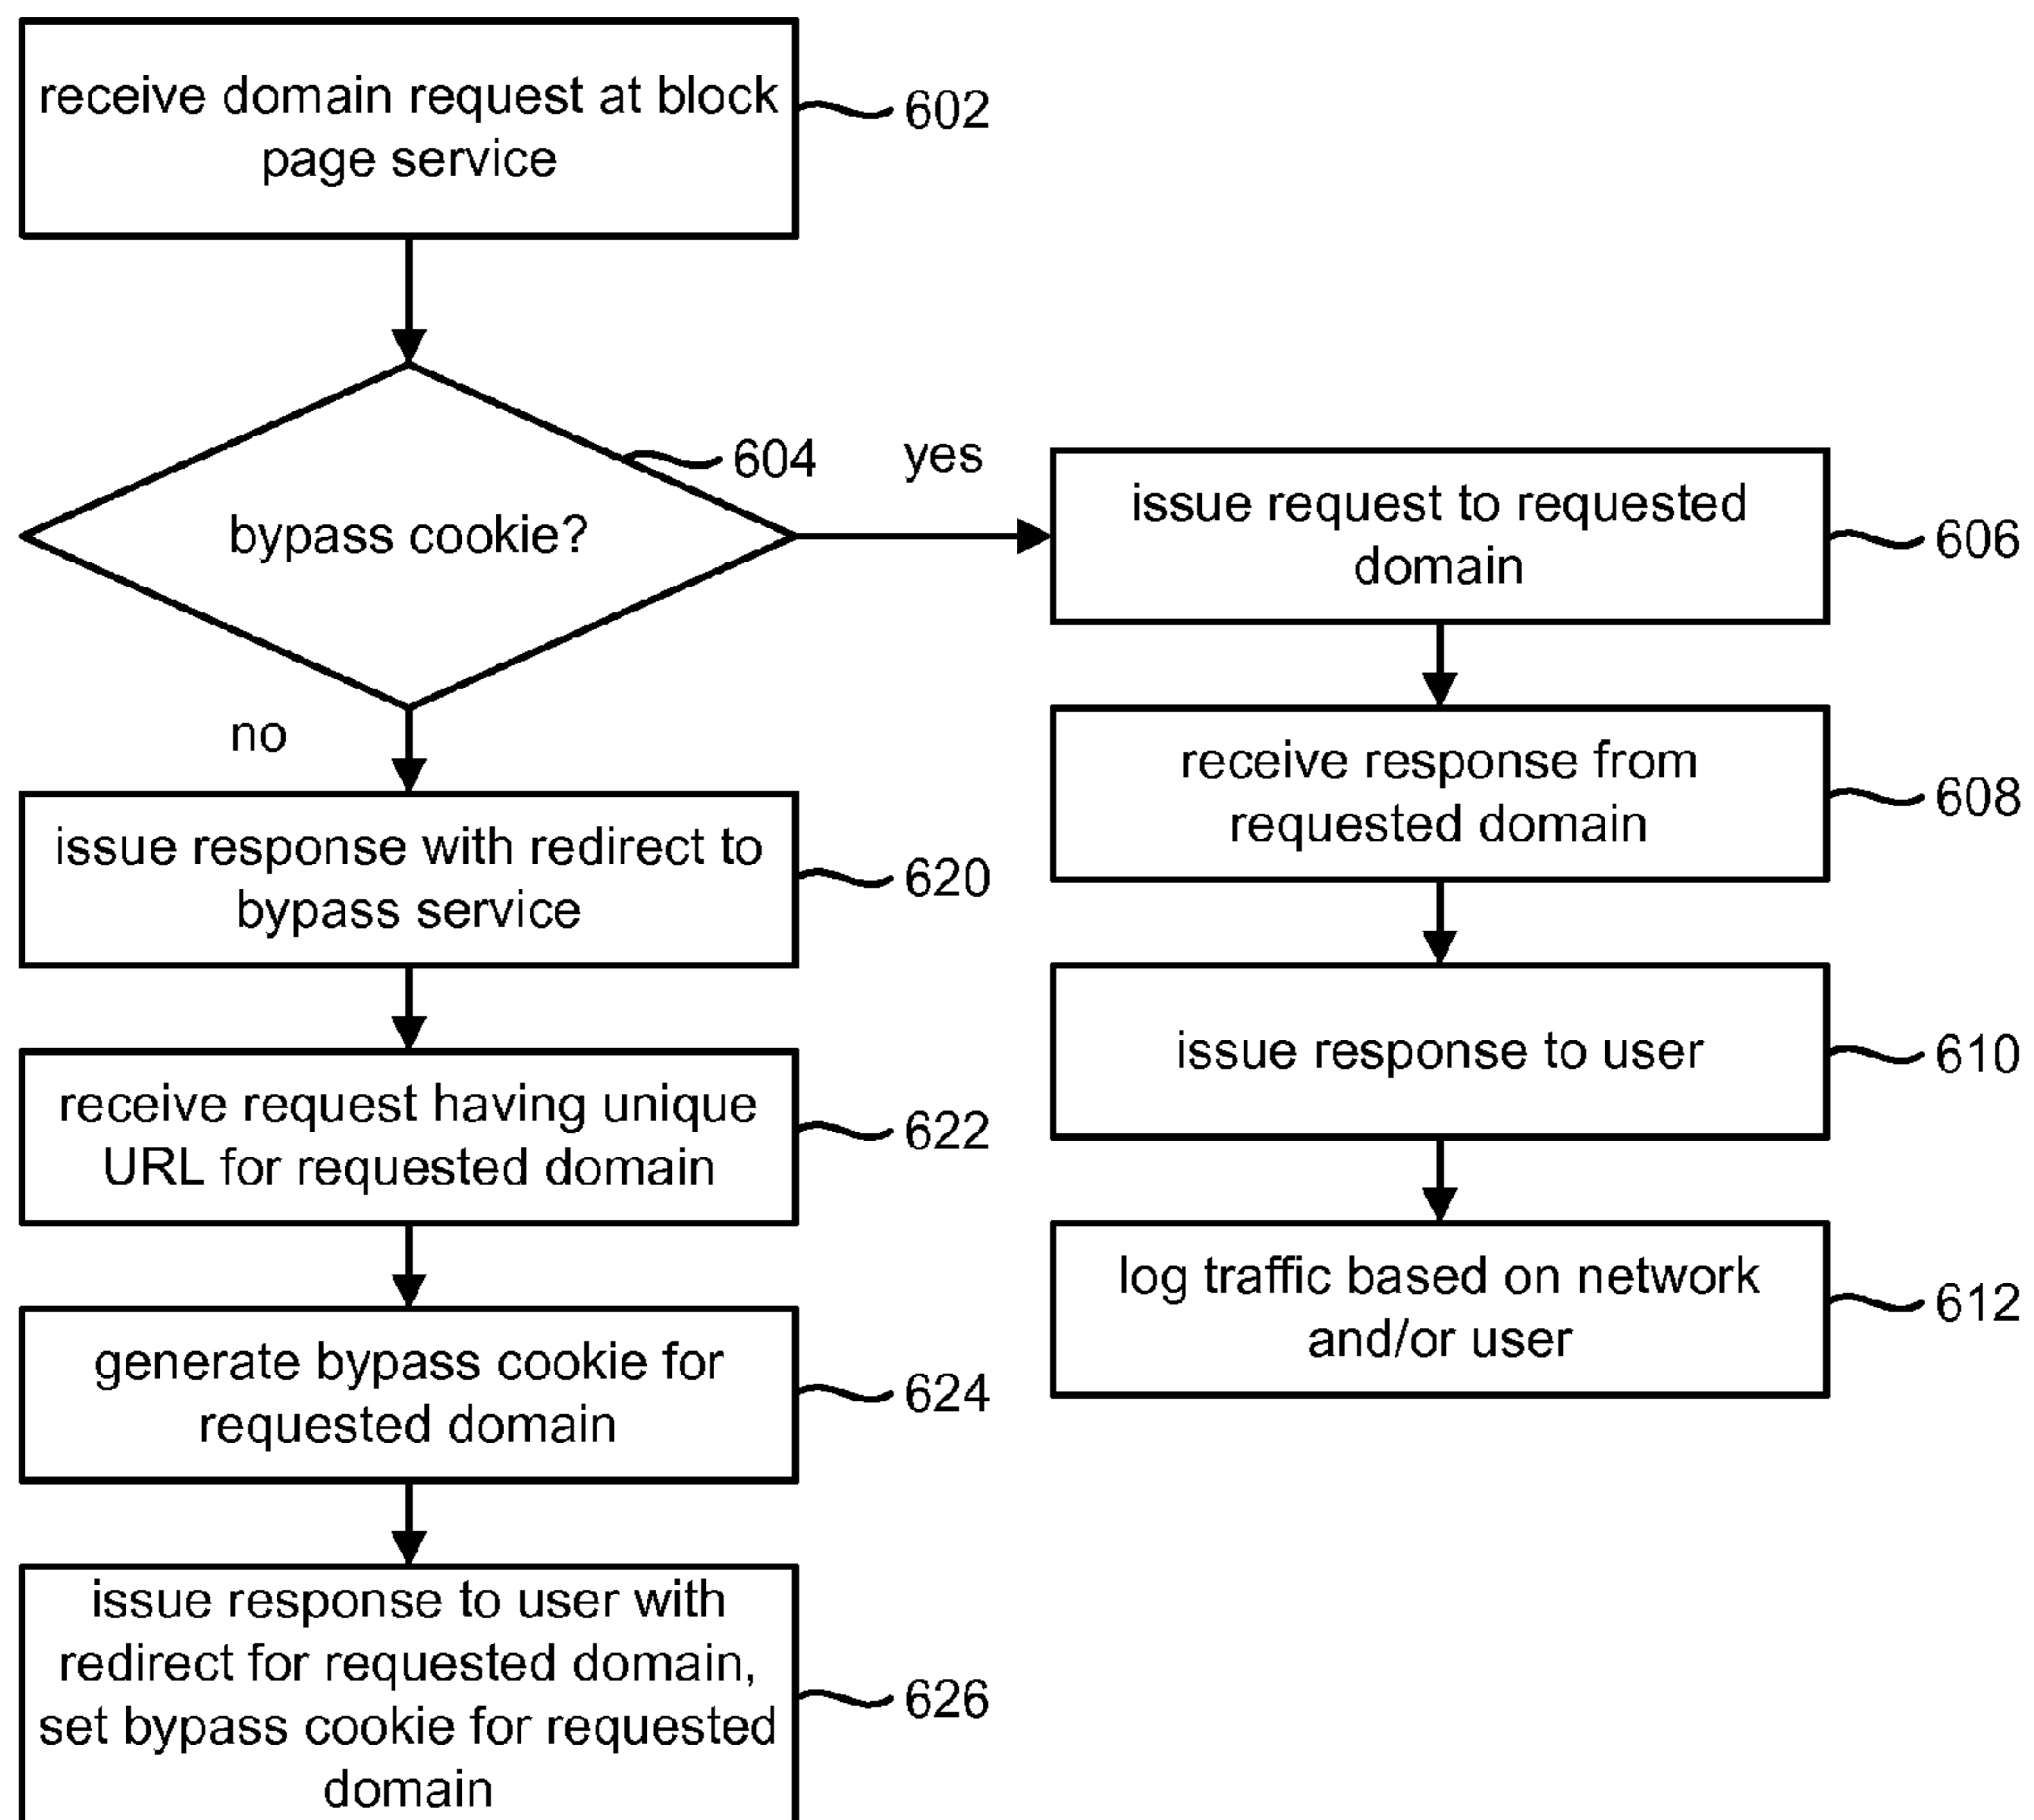 receive domain request at block
page service
602
604
bypass cookie?
yes
no
issue request to requested
domain
606
receive response from
requested domain
608
issue response to user
610
log traffic based on network
and/or user
612
issue response with redirect to
bypass service
620
receive request having unique
URL for requested domain
622
generate bypass cookie for
requested domain
624
issue response to user with
redirect for requested domain,
set bypass cookie for requested
domain
626